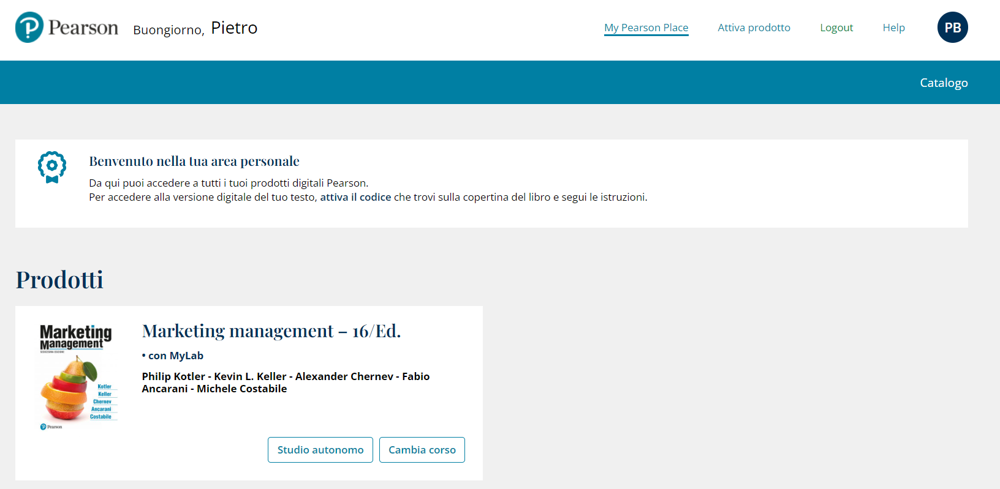 Pearson
Buongiorno, Pietro
My Pearson Place
Attiva prodotto
Logout
Help
PB
Catalogo
Benvenuto nella tua area personale
Da qui puoi accedere a tutti i tuoi prodotti digitali Pearson.
Per accedere alla versione digitale del tuo testo, attiva il codice che trovi sulla copertina del libro e segui le istruzioni.
Prodotti
Marketing
Management
SEDICESIMA EDIZIONE
Kotler
Keller
Chernev
Ancarani
Costabile
Pearson
Marketing management – 16/Ed.
• con MyLab
Philip Kotler - Kevin L. Keller - Alexander Chernev - Fabio
Ancarani - Michele Costabile
Studio autonomo
Cambia corso